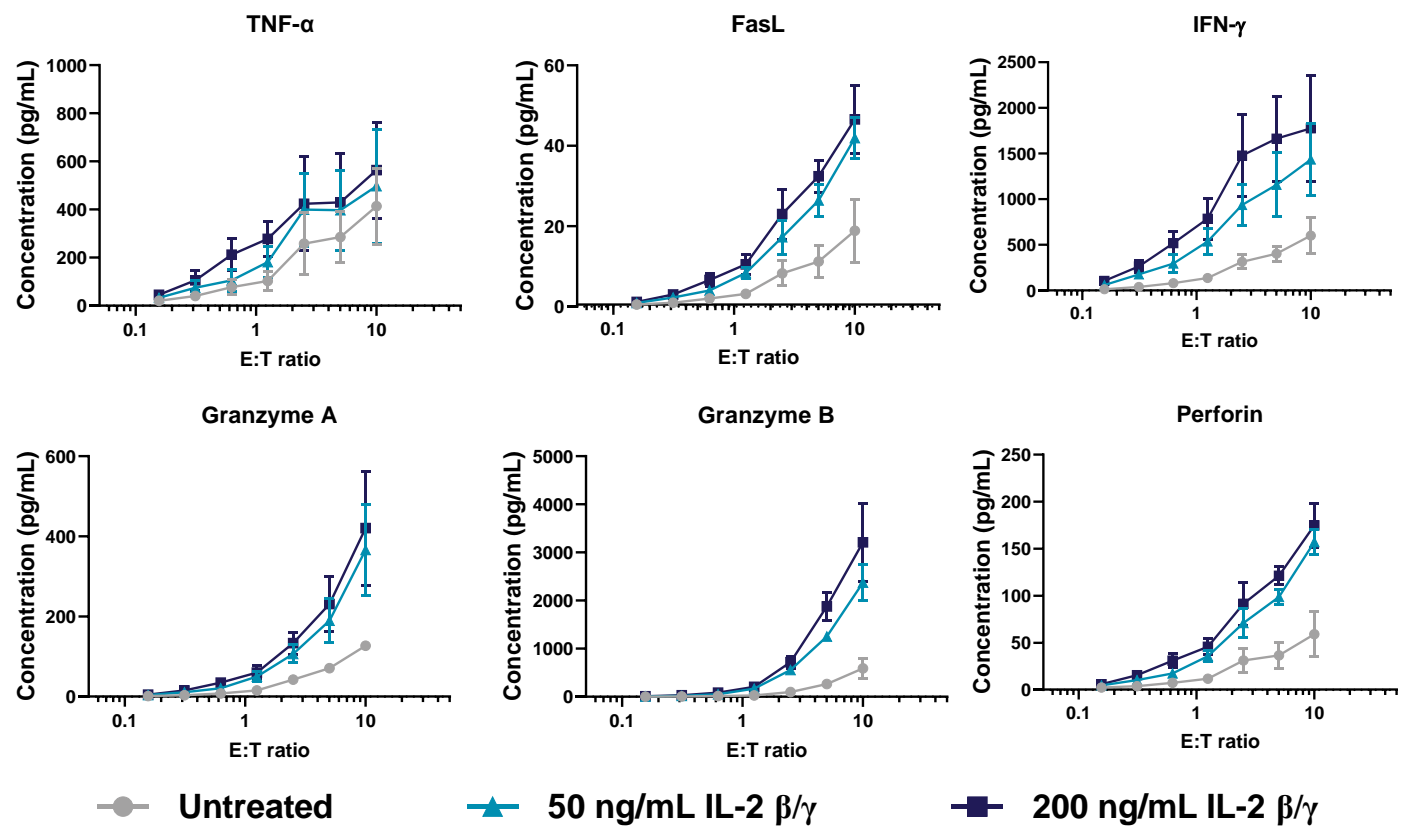 TNF-α
Concentration (pg/mL)
1000
800
600
400
200
0
0.1 1 10
E:T ratio
FasL
Concentration (pg/mL)
60
40
20
0
0.1 1 10
E:T ratio
IFN-γ
Concentration (pg/mL)
2500
2000
1500
1000
500
0
0.1 1 10
E:T ratio
Granzyme A
Concentration (pg/mL)
600
400
200
0
0.1 1 10
E:T ratio
Granzyme B
Concentration (pg/mL)
5000
4000
3000
2000
1000
0
0.1 1 10
E:T ratio
Perforin
Concentration (pg/mL)
250
200
150
100
50
0
0.1 1 10
E:T ratio
Untreated
50 ng/mL IL-2 β/γ
200 ng/mL IL-2 β/γ